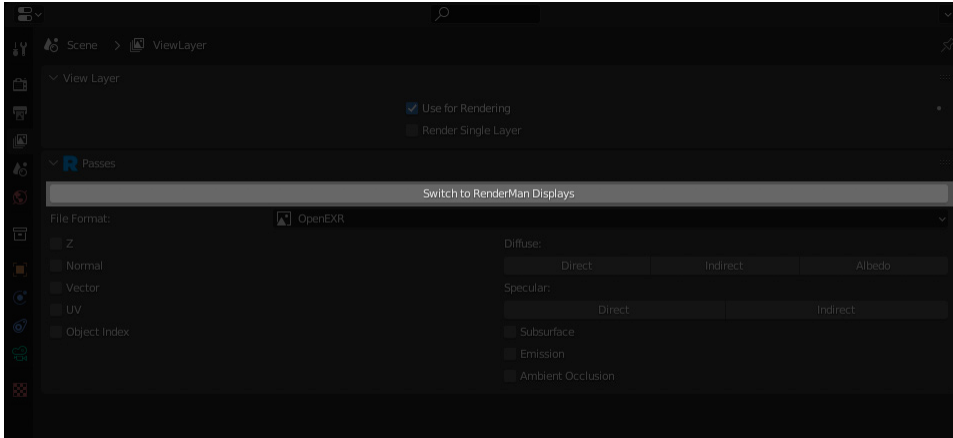 Scene > ViewLayer
View Layer
Use for Rendering
Render Single Layer
R Passes
Switch to RenderMan Displays
File Format: OpenEXR
Z
Normal
Vector
UV
Object Index
Diffuse:
Direct Indirect Albedo
Specular:
Direct Indirect
Subsurface
Emission
Ambient Occlusion